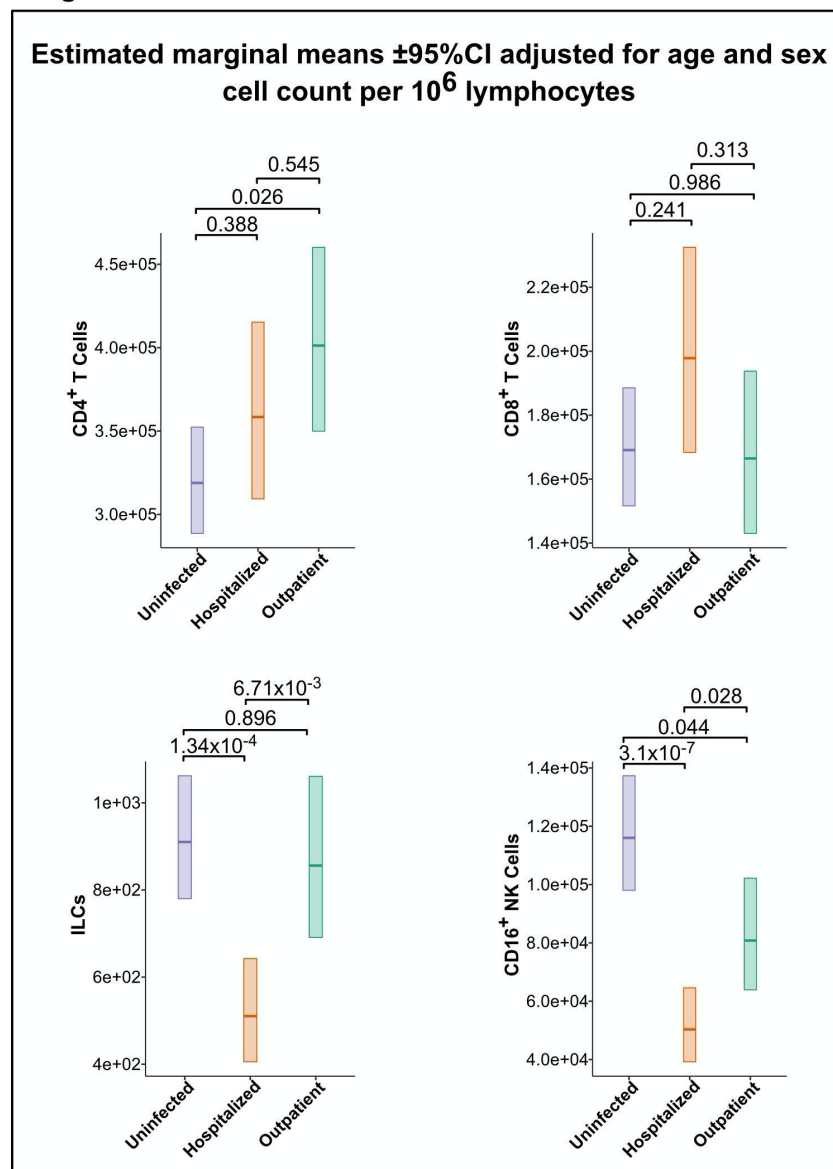 Estimated marginal means ±95%CI adjusted for age and sex
cell count per 10⁶ lymphocytes
0.545
0.026
0.388
CD4⁺ T Cells
4.5e+05
4.0e+05
3.5e+05
3.0e+05
Uninfected
Hospitalized
Outpatient
0.313
0.986
0.241
CD8⁺ T Cells
2.2e+05
2.0e+05
1.8e+05
1.6e+05
1.4e+05
Uninfected
Hospitalized
Outpatient
6.71x10⁻³
0.896
1.34x10⁻⁴
ILCs
1e+03
8e+02
6e+02
4e+02
Uninfected
Hospitalized
Outpatient
0.028
0.044
3.1x10⁻⁷
CD16⁺ NK Cells
1.4e+05
1.2e+05
1.0e+05
8.0e+04
6.0e+04
4.0e+04
Uninfected
Hospitalized
Outpatient